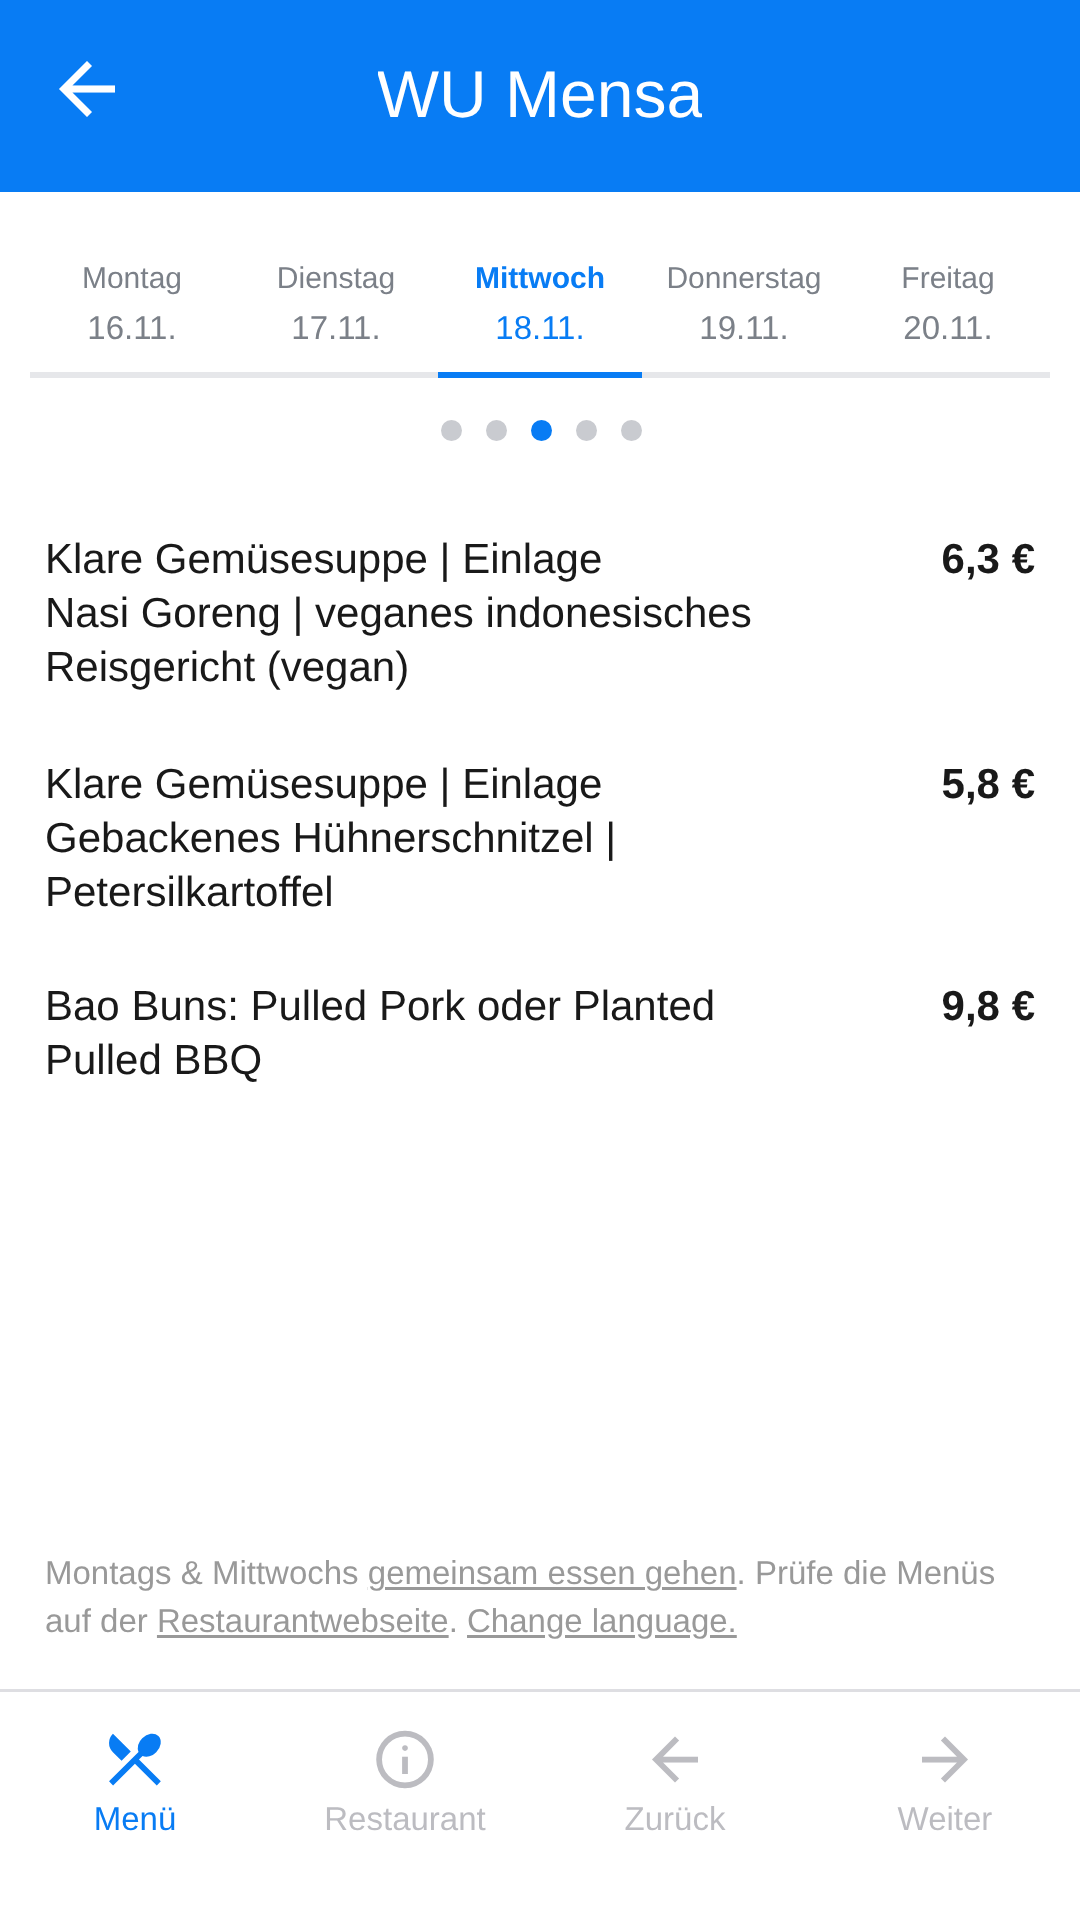 WU Mensa
Montag Dienstag Mittwoch Donnerstag Freitag
16.11. 17.11. 18.11. 19.11. 20.11.
Klare Gemüsesuppe | Einlage 6,3 €
Nasi Goreng | veganes indonesisches
Reisgericht (vegan)
Klare Gemüsesuppe | Einlage 5,8 €
Gebackenes Hühnerschnitzel |
Petersilkartoffel
Bao Buns: Pulled Pork oder Planted 9,8 €
Pulled BBQ
Montags & Mittwochs gemeinsam essen gehen. Prüfe die Menüs
auf der Restaurantwebseite. Change language.
Menü Restaurant Zurück Weiter